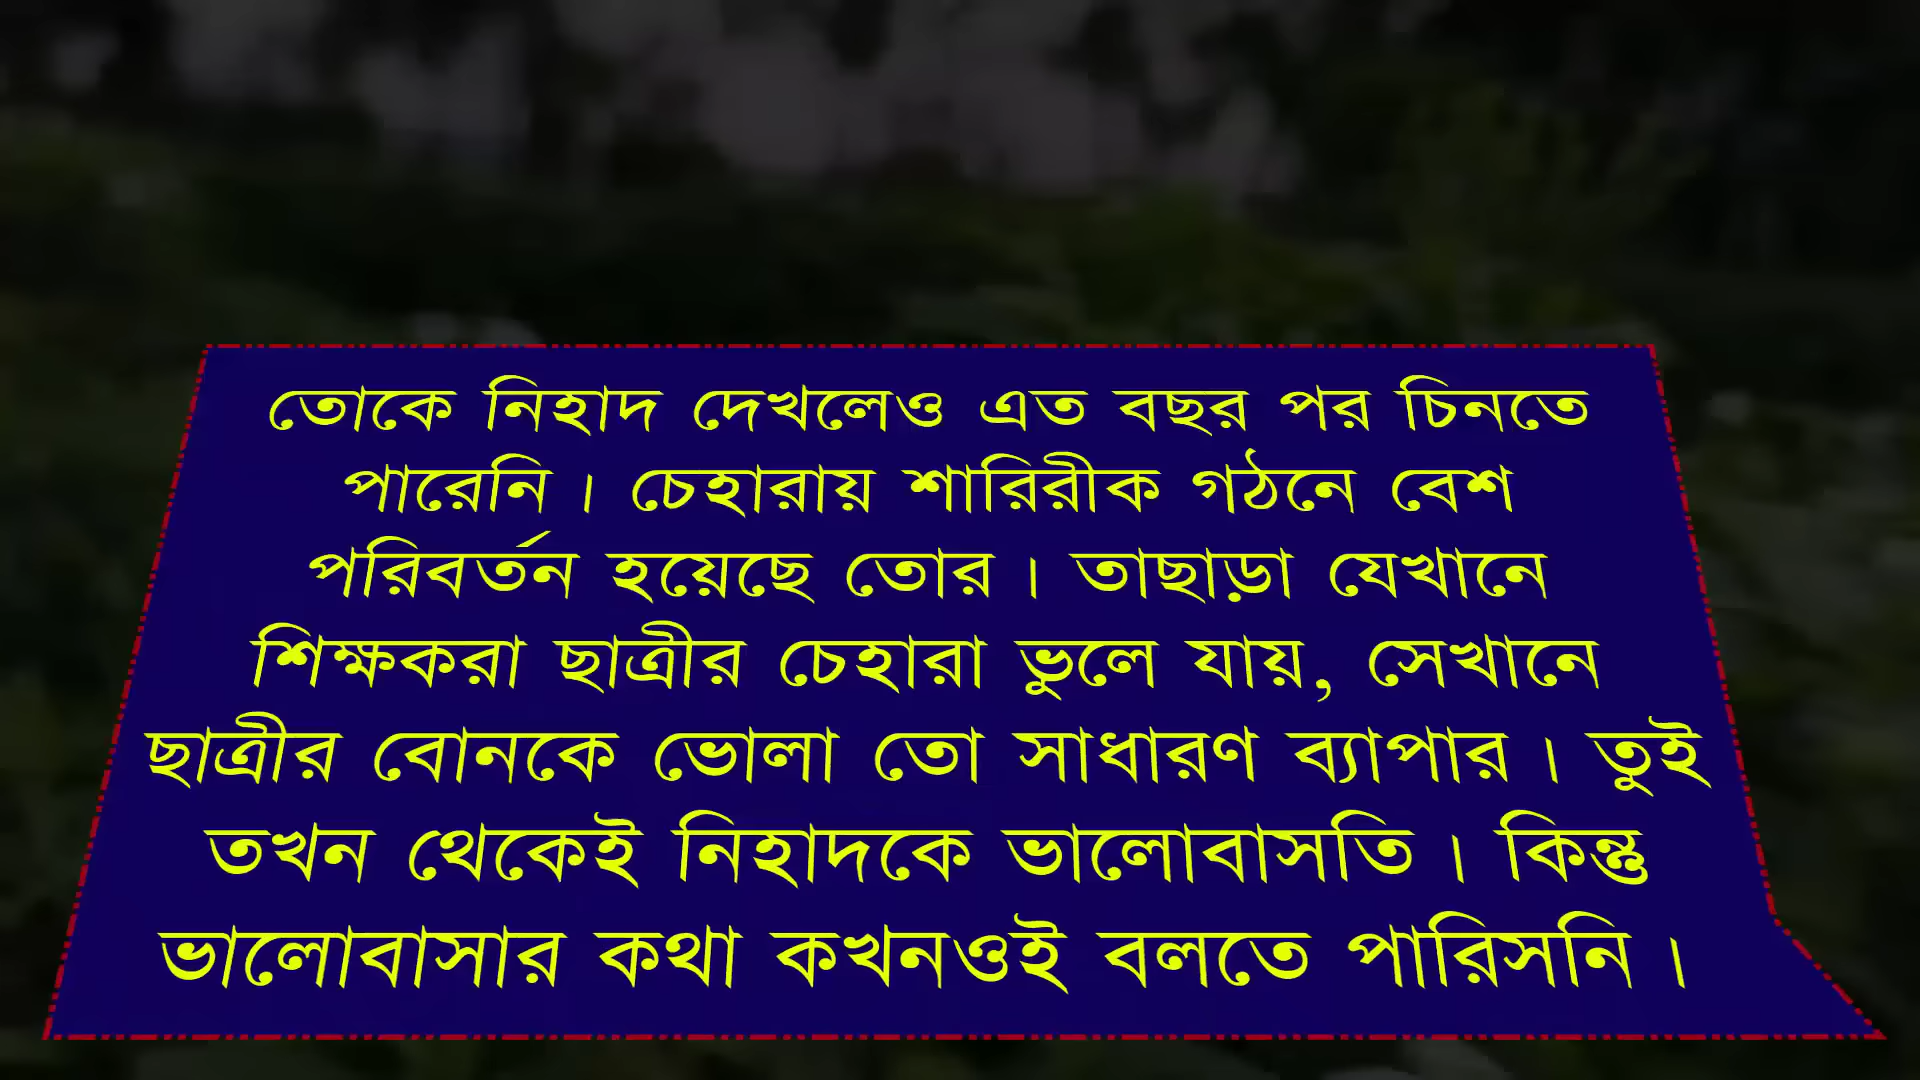 তোকে নিহাদ দেখলেও এত বছর পর চিনতে
পারেনি । চেহারায় শারিরীক গঠনে বেশ
পরিবর্তন হয়েছে তোর । তাছাড়া যেখানে
শিক্ষকরা ছাত্রীর চেহারা ভুলে যায়, সেখানে
ছাত্রীর বোনকে ভোলা তো সাধারণ ব্যাপার । তুই
তখন থেকেই নিহাদকে ভালোবাসতি । কিন্তু
ভালোবাসার কথা কখনওই বলতে পারিসনি ।